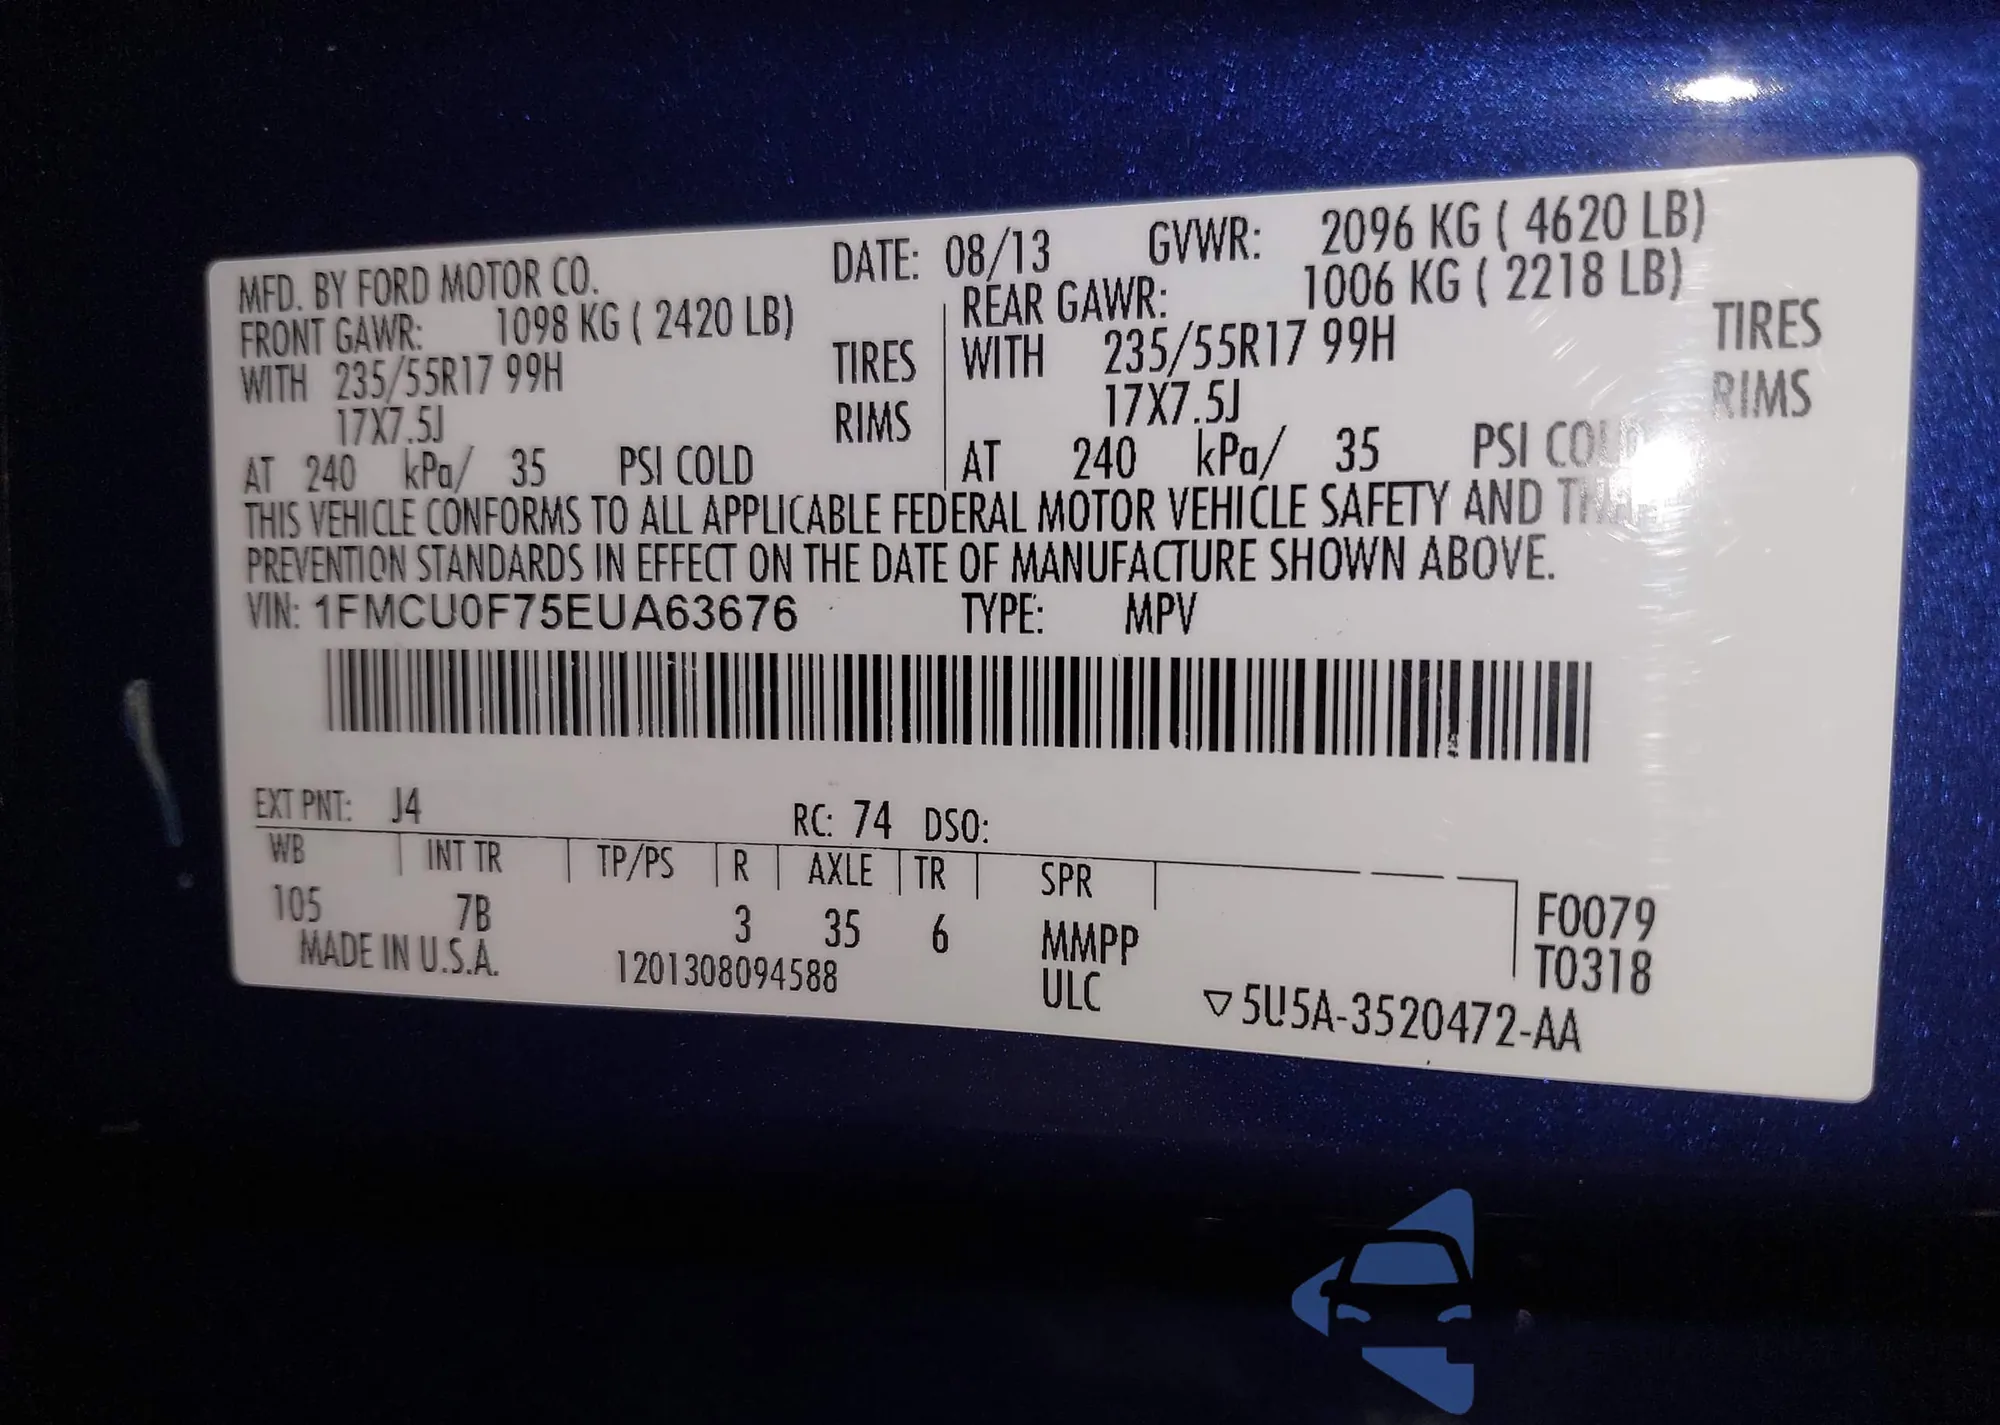 MFD. BY FORD MOTOR CO. DATE: 08/13 GVWR: 2096 KG ( 4620 LB)
FRONT GAWR: 1098 KG ( 2420 LB) REAR GAWR: 1006 KG ( 2218 LB)
WITH 235/55R17 99H TIRES WITH 235/55R17 99H TIRES
17X7.5J RIMS 17X7.5J RIMS
AT 240 kPa/ 35 PSI COLD AT 240 kPa/ 35 PSI COLD
THIS VEHICLE CONFORMS TO ALL APPLICABLE FEDERAL MOTOR VEHICLE SAFETY AND
PREVENTION STANDARDS IN EFFECT ON THE DATE OF MANUFACTURE SHOWN ABOVE.
VIN: 1FMCU0F75EUA63676 TYPE: MPV
EXT PNT: J4 RC: 74 DSO:
WB INT TR TP/PS R AXLE TR SPR
105 7B 3 35 6 MMPP F0079
MADE IN U.S.A. 1201308094588 ULC T0318
▽5U5A-3520472-AA